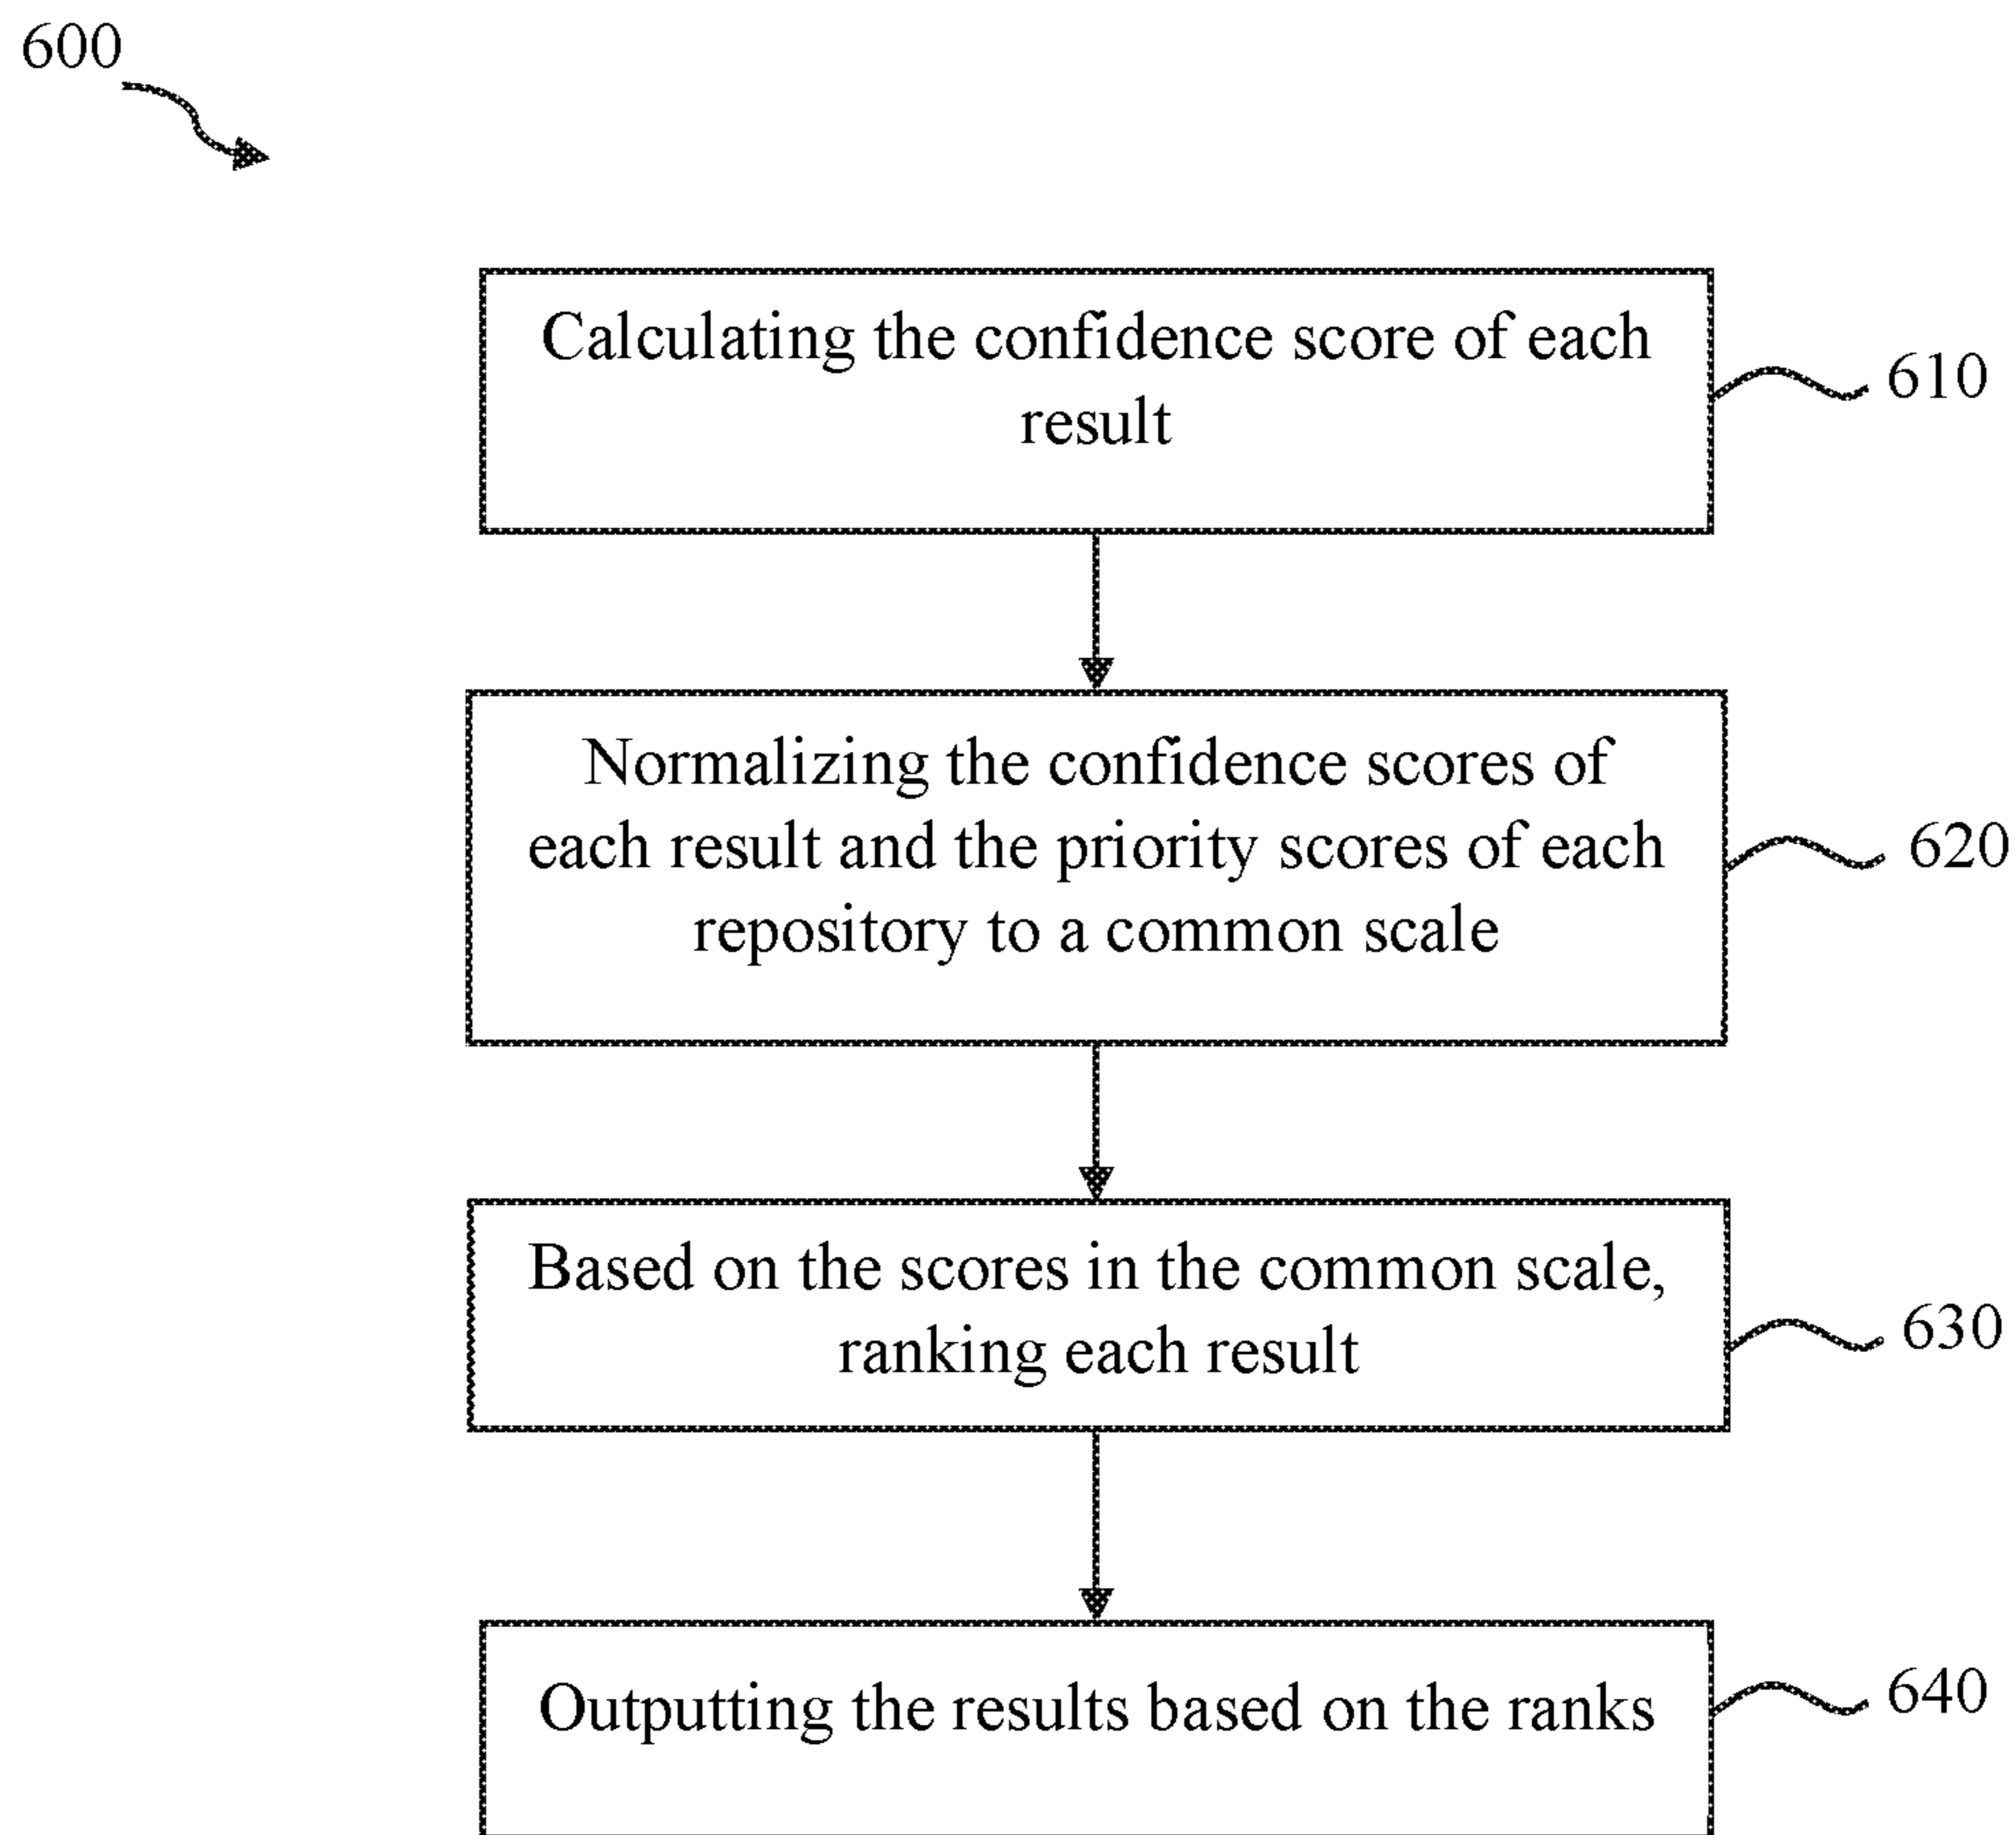 600
Calculating the confidence score of each
result
610
Normalizing the confidence scores of
each result and the priority scores of each
repository to a common scale
620
Based on the scores in the common scale,
ranking each result
630
Outputting the results based on the ranks
640